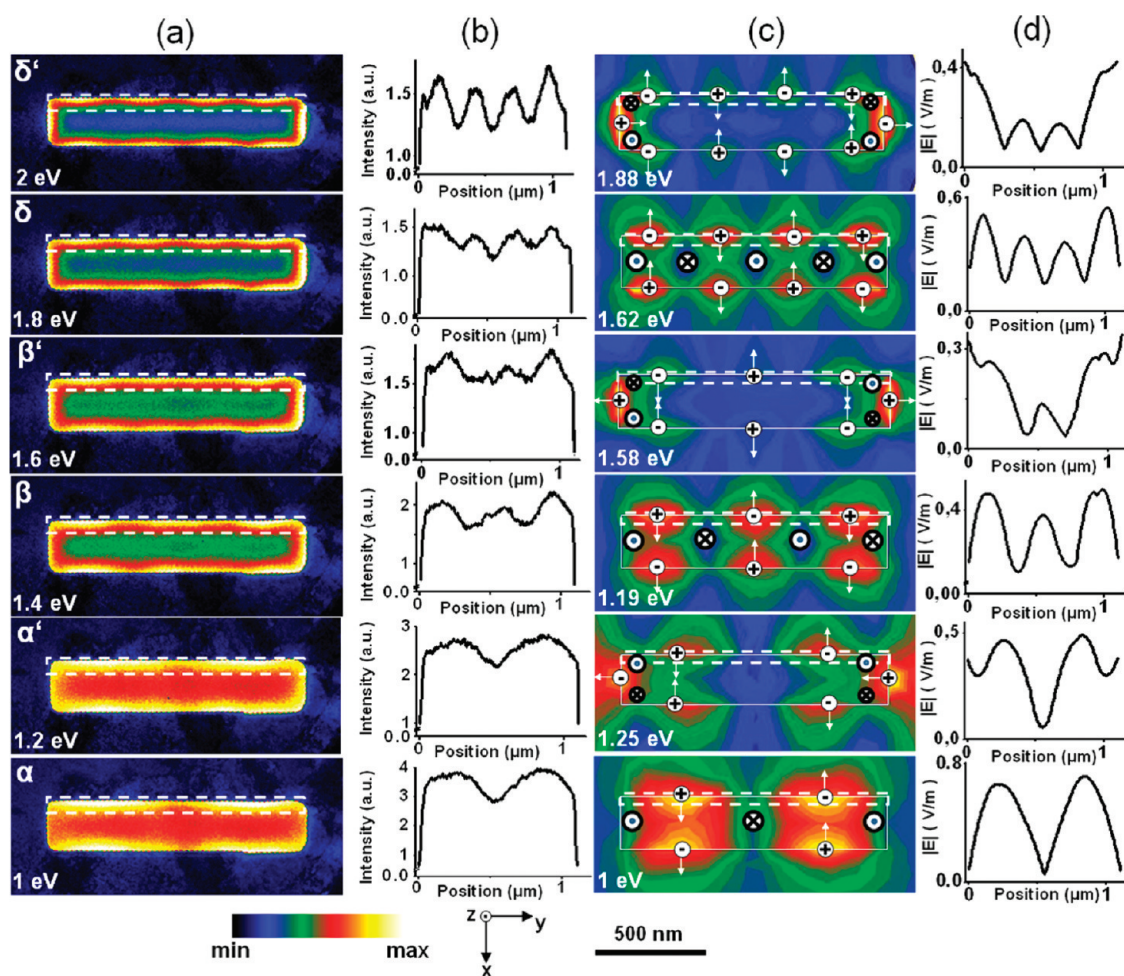 (a) (b) (c) (d)
δ‘
2 eV
Intensity (a.u.)
1.5
1.0
0.0
0 1
Position (µm)
1.88 eV
|E| ( V/m)
0.4
0.2
0.0
0 1
Position (µm)
δ
1.8 eV
Intensity (a.u.)
1.5
1.0
0.0
0 1
Position (µm)
1.62 eV
|E| ( V/m)
0.6
0.0
0 1
Position (µm)
β‘
1.6 eV
Intensity (a.u.)
1.5
1.0
0.0
0 1
Position (µm)
1.58 eV
|E| ( V/m)
0.3
0.0
0 1
Position (µm)
β
1.4 eV
Intensity (a.u.)
2
1
0.0
0 1
Position (µm)
1.19 eV
|E| ( V/m)
0.5
0,00
0 1
Position (µm)
α‘
1.2 eV
Intensity (a.u.)
3
2
1
0 1
Position (µm)
1.25 eV
|E| ( V/m)
0.5
0.0
0 1
Position (µm)
α
1 eV
Intensity (a.u.)
4
3
2
1
0.0
0 1
Position (µm)
1 eV
|E| ( V/m)
0.8
0.0
0 1
Position (µm)
min max
z y
x
500 nm